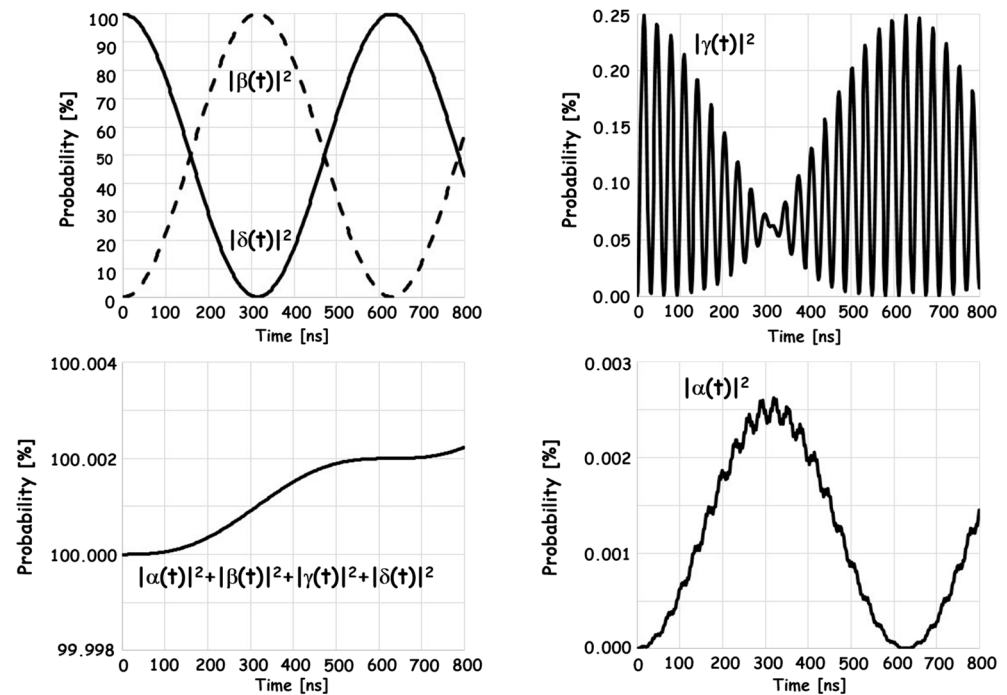 100
90
80
70
60
50
40
30
20
10
0
Probability [%]
|β(t)|²
|δ(t)|²
0 100 200 300 400 500 600 700 800
Time [ns]
0.25
0.20
0.15
0.10
0.05
0.00
Probability [%]
|γ(t)|²
0 100 200 300 400 500 600 700 800
Time [ns]
100.004
100.002
100.000
99.998
Probability [%]
|α(t)|²+|β(t)|²+|γ(t)|²+|δ(t)|²
0 100 200 300 400 500 600 700 800
Time [ns]
0.003
0.002
0.001
0.000
Probability [%]
|α(t)|²
0 100 200 300 400 500 600 700 800
Time [ns]